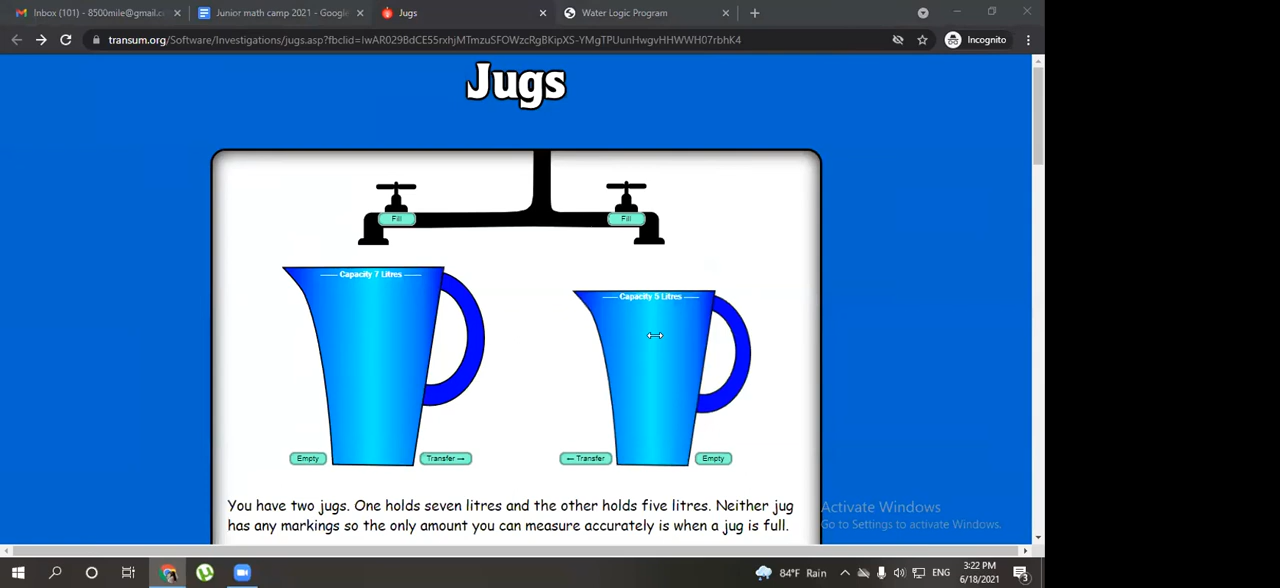 Inbox (101) - 8500mile@gmail.co
Junior math camp 2021 - Google
Jugs
Water Logic Program
transum.org/Software/Investigations/jugs.asp?fbclid=IwAR029BdCE55rxhjMTmzuSFOWzcRgBKipXS-YMgTPUunHwgvHHWWH07rbhK4
Incognito
Jugs
Fill
Fill
Capacity 7 Litres
Capacity 5 Litres
Empty
Transfer →
← Transfer
Empty
You have two jugs. One holds seven litres and the other holds five litres. Neither jug
has any markings so the only amount you can measure accurately is when a jug is full.
Activate Windows
Go to Settings to activate Windows.
84°F Rain
ENG
3:22 PM
6/18/2021
3